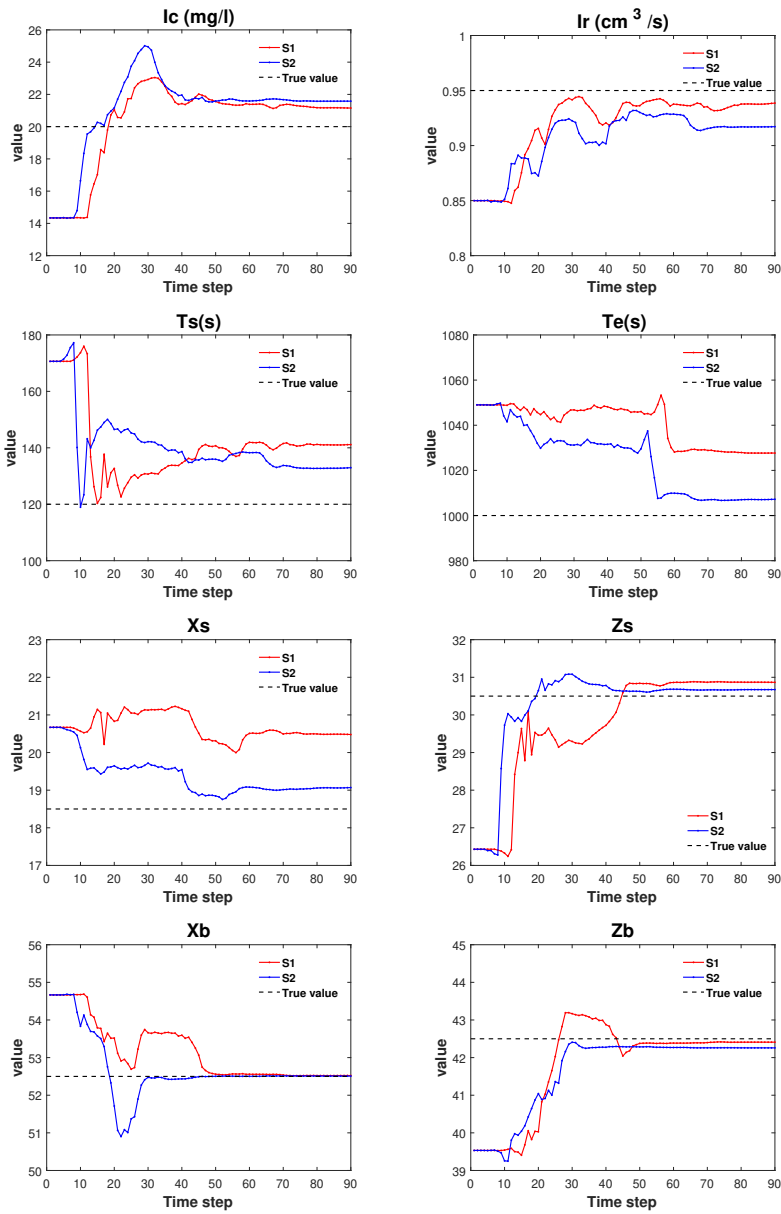 Ic (mg/l)
26
24
22
20
18
16
14
12
value
S1
S2
True value
0 10 20 30 40 50 60 70 80 90
Time step
Ir (cm 3 /s)
1
0.95
0.9
0.85
0.8
value
S1
S2
True value
0 10 20 30 40 50 60 70 80 90
Time step
Ts(s)
180
160
140
120
100
value
S1
S2
True value
0 10 20 30 40 50 60 70 80 90
Time step
Te(s)
1080
1060
1040
1020
1000
980
value
S1
S2
True value
0 10 20 30 40 50 60 70 80 90
Time step
Xs
23
22
21
20
19
18
17
value
S1
S2
True value
0 10 20 30 40 50 60 70 80 90
Time step
Zs
32
31
30
29
28
27
26
value
S1
S2
True value
0 10 20 30 40 50 60 70 80 90
Time step
Xb
56
55
54
53
52
51
50
value
S1
S2
True value
0 10 20 30 40 50 60 70 80 90
Time step
Zb
45
44
43
42
41
40
39
value
S1
S2
True value
0 10 20 30 40 50 60 70 80 90
Time step